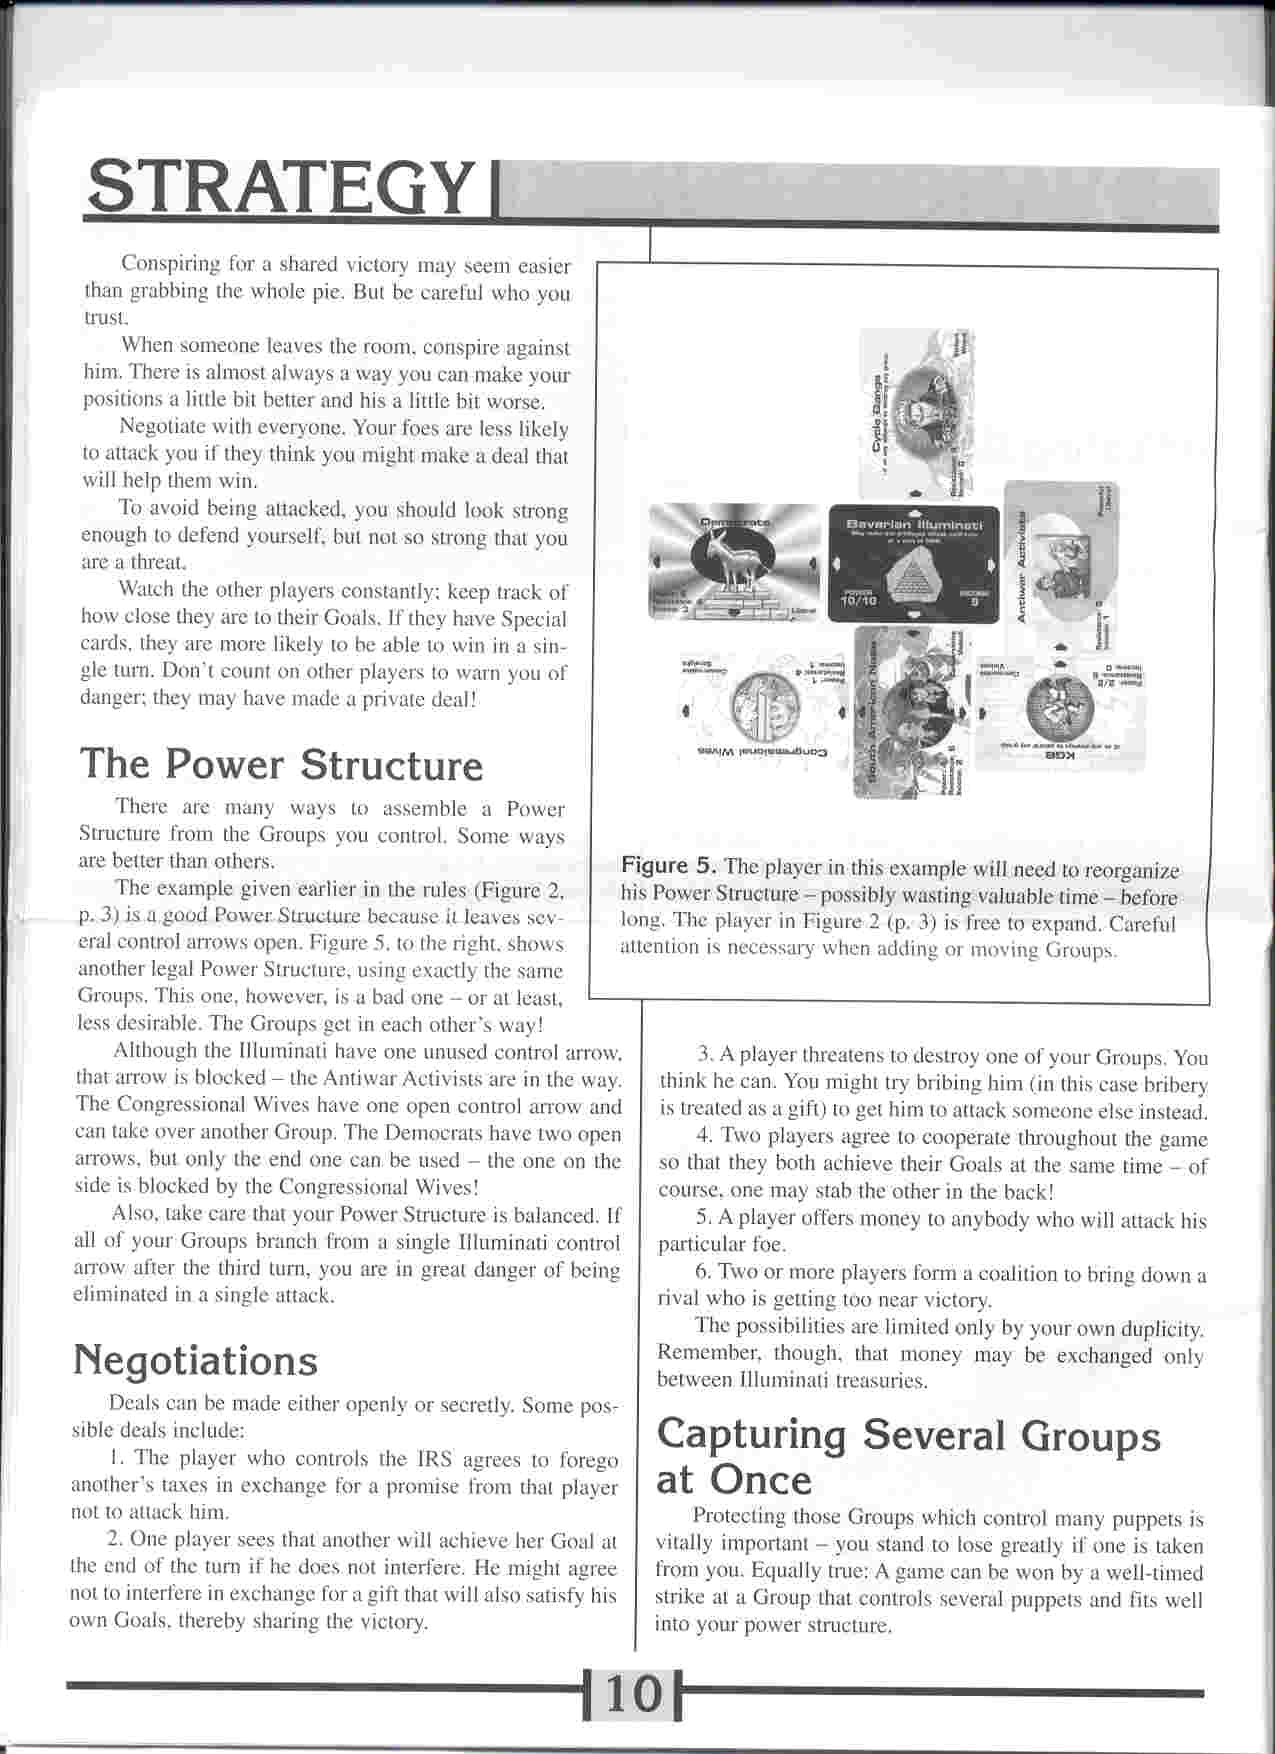 STRATEGY
Conspiring for a shared victory may seem easier
than grabbing the whole pie. But be careful who you
trust.
When someone leaves the room, conspire against
him. There is almost always a way you can make your
positions a little bit better and his a little bit worse.
Negotiate with everyone. Your foes are less likely
to attack you if they think you might make a deal that
will help them win.
To avoid being attacked, you should look strong
enough to defend yourself, but not so strong that you
are a threat.
Watch the other players constantly; keep track of
how close they are to their Goals. If they have Special
cards, they are more likely to be able to win in a sin-
gle turn. Don't count on other players to warn you of
danger; they may have made a private deal!
The Power Structure
There are many ways to assemble a Power
Structure from the Groups you control. Some ways
are better than others.
The example given earlier in the rules (Figure 2,
p. 3) is a good Power Structure because it leaves sev-
eral control arrows open. Figure 5, to the right, shows
another legal Power Structure, using exactly the same
Groups. This one, however, is a bad one – or at least,
less desirable. The Groups get in each other's way!
Although the Illuminati have one unused control arrow,
that arrow is blocked – the Antiwar Activists are in the way.
The Congressional Wives have one open control arrow and
can take over another Group. The Democrats have two open
arrows, but only the end one can be used – the one on the
side is blocked by the Congressional Wives!
Also, take care that your Power Structure is balanced. If
all of your Groups branch from a single Illuminati control
arrow after the third turn, you are in great danger of being
eliminated in a single attack.
Negotiations
Deals can be made either openly or secretly. Some pos-
sible deals include:
1. The player who controls the IRS agrees to forego
another's taxes in exchange for a promise from that player
not to attack him.
2. One player sees that another will achieve her Goal at
the end of the turn if he does not interfere. He might agree
not to interfere in exchange for a gift that will also satisfy his
own Goals, thereby sharing the victory.
Cycle Gangs
Democrats
Liberal
Bavarian Illuminati
POWER
10/10
INCOME
9
Antiwar Activists
Congressional Wives
South American Nazis
KGB
Figure 5. The player in this example will need to reorganize
his Power Structure – possibly wasting valuable time – before
long. The player in Figure 2 (p. 3) is free to expand. Careful
attention is necessary when adding or moving Groups.
3. A player threatens to destroy one of your Groups. You
think he can. You might try bribing him (in this case bribery
is treated as a gift) to get him to attack someone else instead.
4. Two players agree to cooperate throughout the game
so that they both achieve their Goals at the same time – of
course, one may stab the other in the back!
5. A player offers money to anybody who will attack his
particular foe.
6. Two or more players form a coalition to bring down a
rival who is getting too near victory.
The possibilities are limited only by your own duplicity.
Remember, though, that money may be exchanged only
between Illuminati treasuries.
Capturing Several Groups
at Once
Protecting those Groups which control many puppets is
vitally important – you stand to lose greatly if one is taken
from you. Equally true: A game can be won by a well-timed
strike at a Group that controls several puppets and fits well
into your power structure.
10